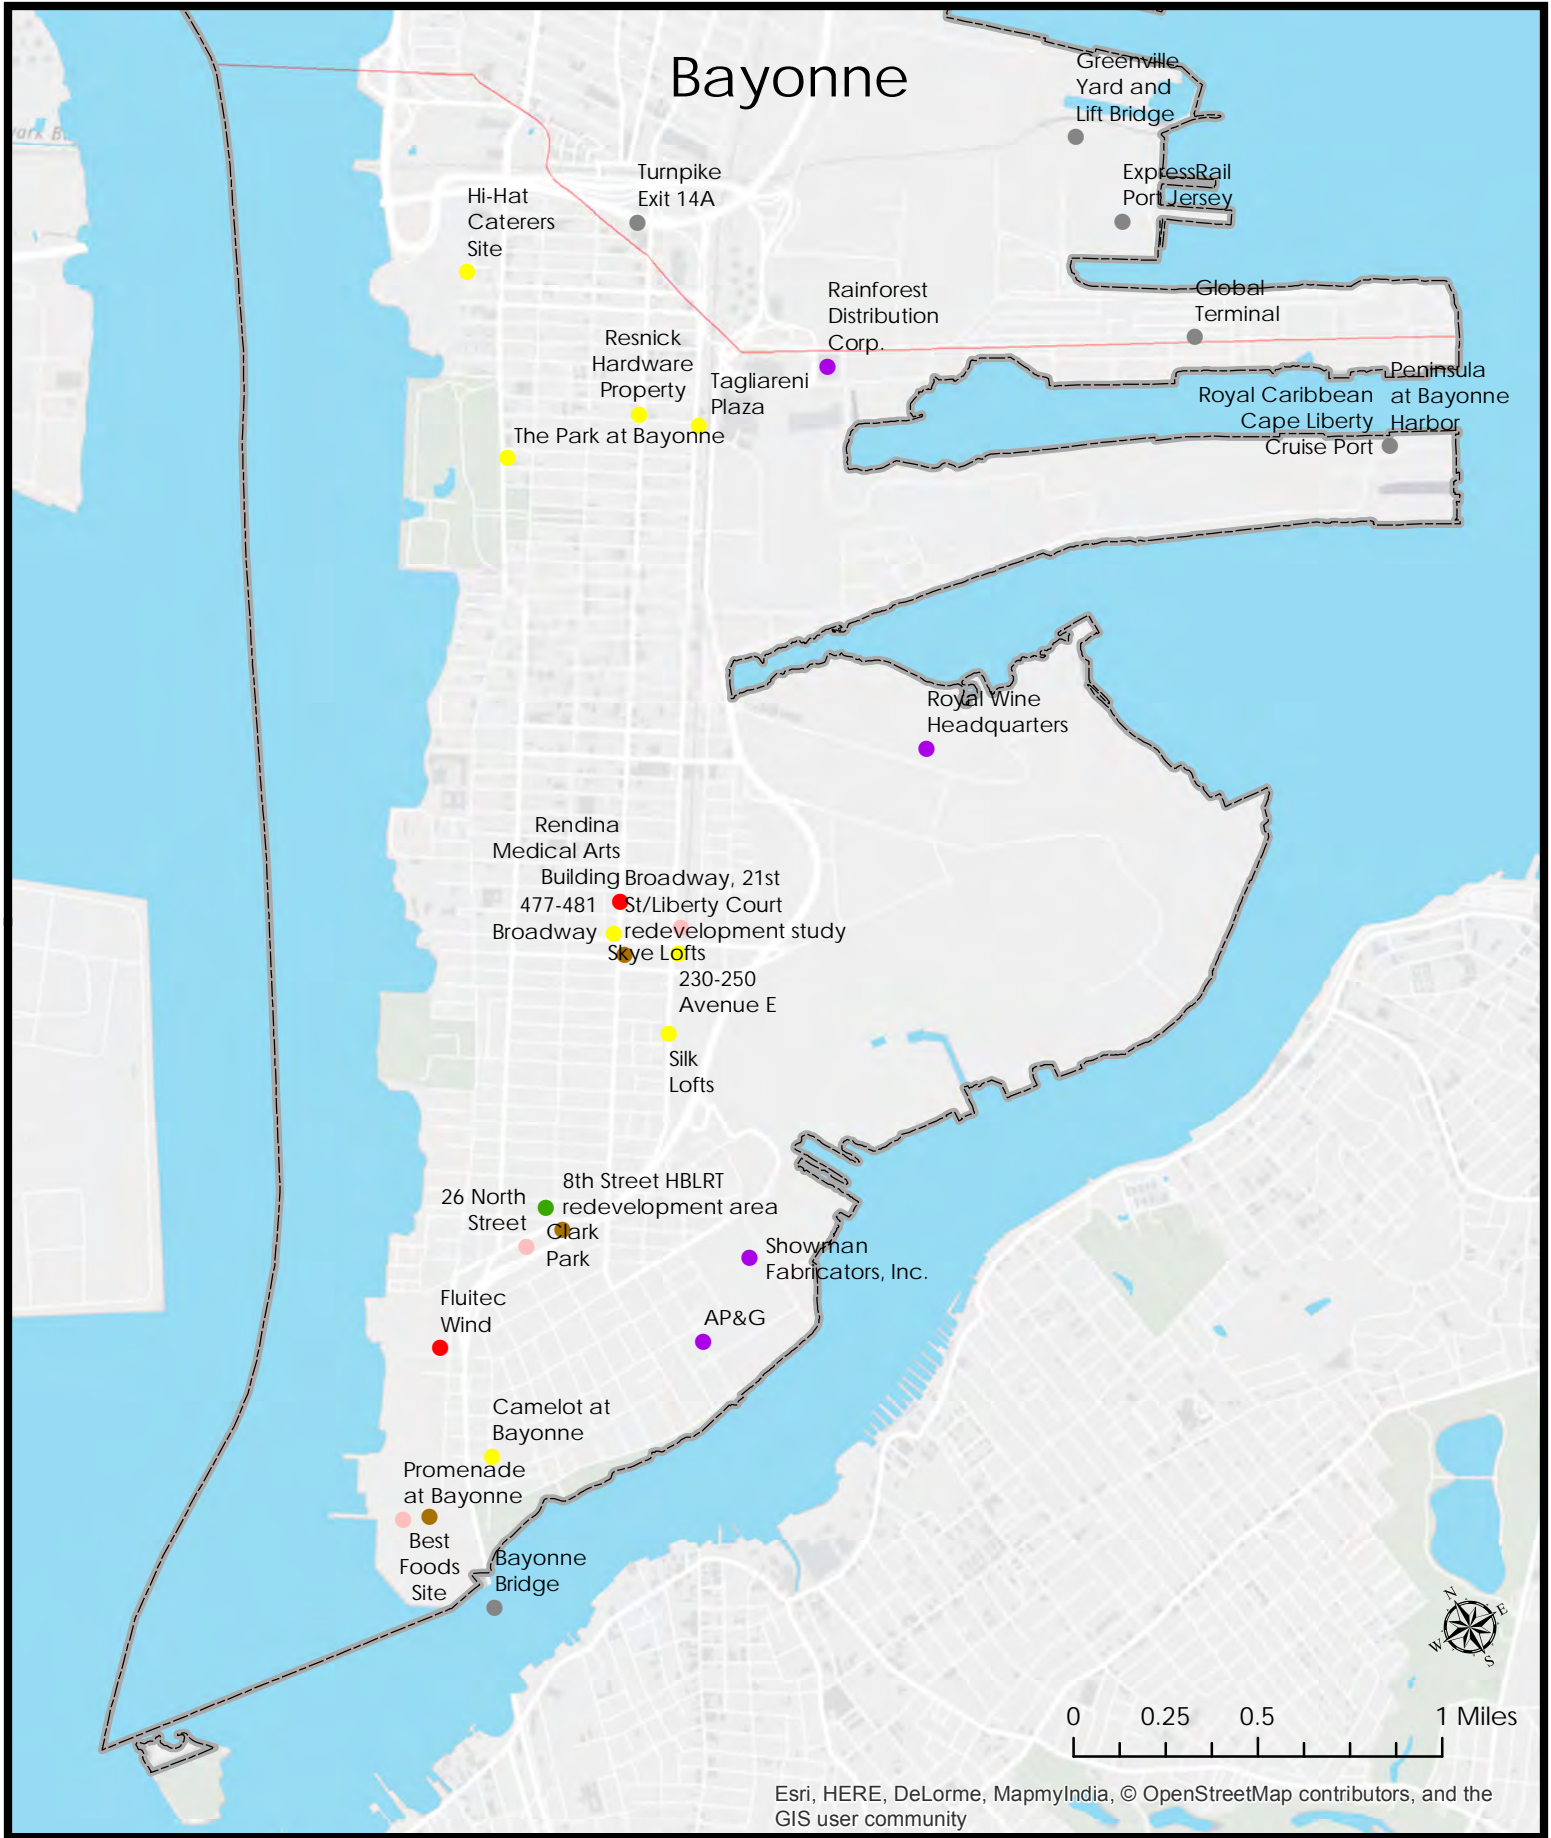 Bayonne
Greenville
Yard and
Lift Bridge
Turnpike
Exit 14A
ExpressRail
Port Jersey
Hi-Hat
Caterers
Site
Rainforest
Distribution
Corp.
Global
Terminal
Resnick
Hardware
Property
Tagliareni
Plaza
Peninsula
at Bayonne
Harbor
Royal Caribbean
Cape Liberty
Cruise Port
The Park at Bayonne
Royal Wine
Headquarters
Rendina
Medical Arts
Building
Broadway, 21st
St/Liberty Court
redevelopment study
477-481
Broadway
Skye Lofts
230-250
Avenue E
Silk
Lofts
8th Street HBLRT
redevelopment area
26 North
Street
Clark
Park
Showman
Fabricators, Inc.
Fluitec
Wind
AP&G
Camelot at
Bayonne
Promenade
at Bayonne
Best
Foods
Site
Bayonne
Bridge
N
E
W
S
0 0.25 0.5 1 Miles
Esri, HERE, DeLorme, MapmyIndia, © OpenStreetMap contributors, and the
GIS user community